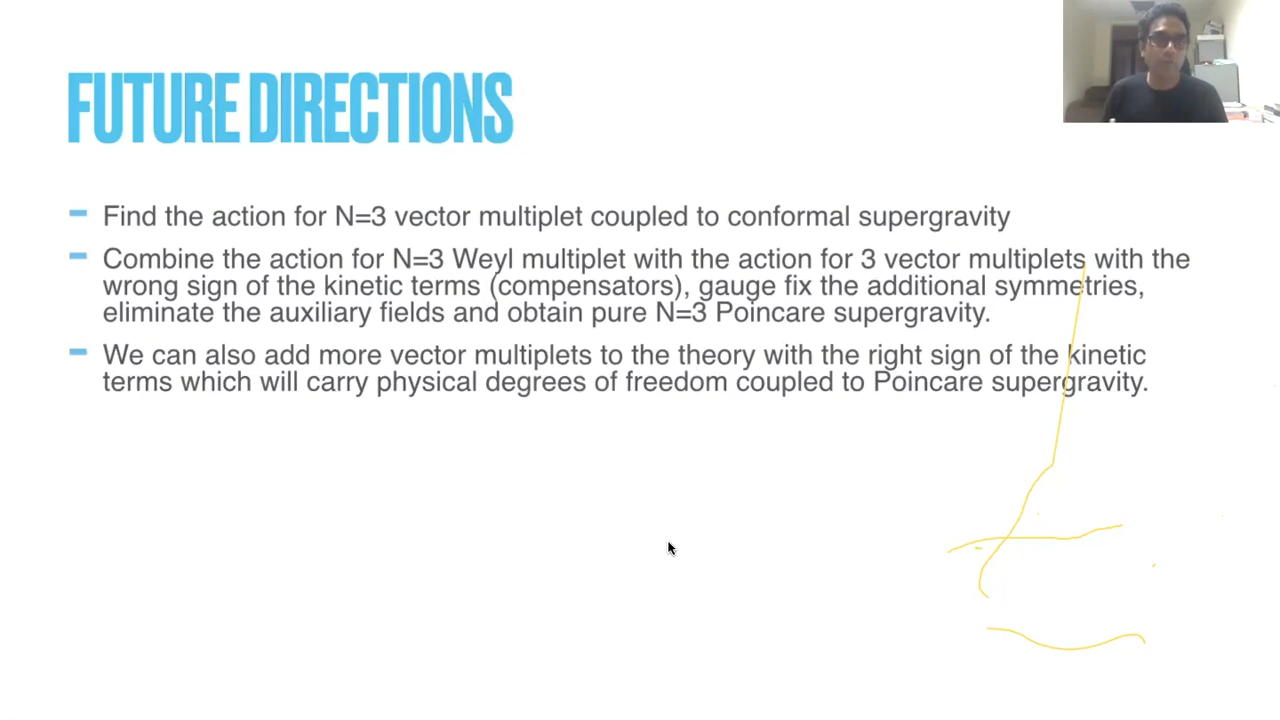 FUTURE DIRECTIONS
- Find the action for N=3 vector multiplet coupled to conformal supergravity
- Combine the action for N=3 Weyl multiplet with the action for 3 vector multiplets with the
wrong sign of the kinetic terms (compensators), gauge fix the additional symmetries,
eliminate the auxiliary fields and obtain pure N=3 Poincare supergravity.
- We can also add more vector multiplets to the theory with the right sign of the kinetic
terms which will carry physical degrees of freedom coupled to Poincare supergravity.